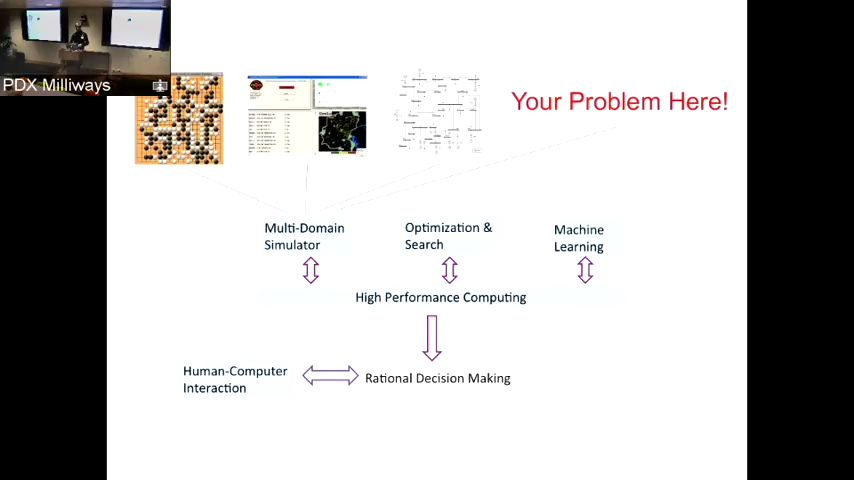 PDX Milliways
Your Problem Here!
Multi-Domain
Simulator
Optimization &
Search
Machine
Learning
High Performance Computing
Human-Computer
Interaction
Rational Decision Making